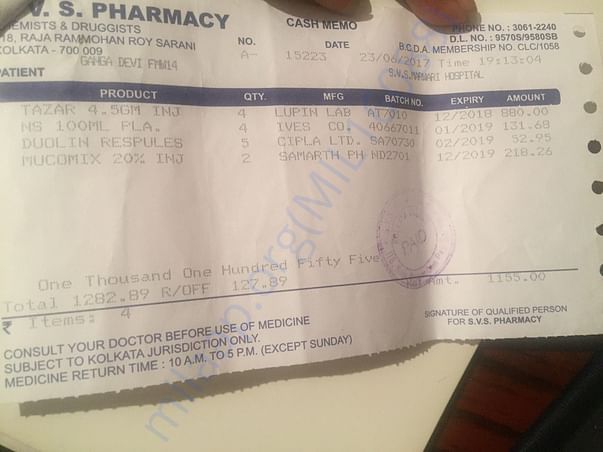 V. S. PHARMACY
CASH MEMO
PHONE NO. : 3061-2240
CHEMISTS & DRUGGISTS
D.L. NO. : 9570S/9580SB
18, RAJA RAMMOHAN ROY SARANI
NO.
DATE
B.C.D.A. MEMBERSHIP NO. CLC/1058
KOLKATA - 700 009
A- 15223 23/06/2017 Time 19:13:04
PATIENT GANGA DEVI FMW14
S.V.S.MARWARI HOSPITAL
PRODUCT QTY. MFG BATCH NO. EXPIRY AMOUNT
TAZAR 4.5GM INJ 4 LUPIN LAB AT7010 12/2018 880.00
NS 100ML PLA. 4 IVES CO. 40667011 01/2019 131.68
DUOLIN RESPULES 5 CIPLA LTD. SA70730 02/2019 52.95
MUCOMIX 20% INJ 2 SAMARTH PH ND2701 12/2019 218.26
PAID
One Thousand One Hundred Fifty Five
Total 1282.89 R/OFF 127.89 Net Amt. 1155.00
₹ Items: 4
CONSULT YOUR DOCTOR BEFORE USE OF MEDICINE
SUBJECT TO KOLKATA JURISDICTION ONLY.
MEDICINE RETURN TIME : 10 A.M. TO 5 P.M. (EXCEPT SUNDAY)
SIGNATURE OF QUALIFIED PERSON
FOR S.V.S. PHARMACY